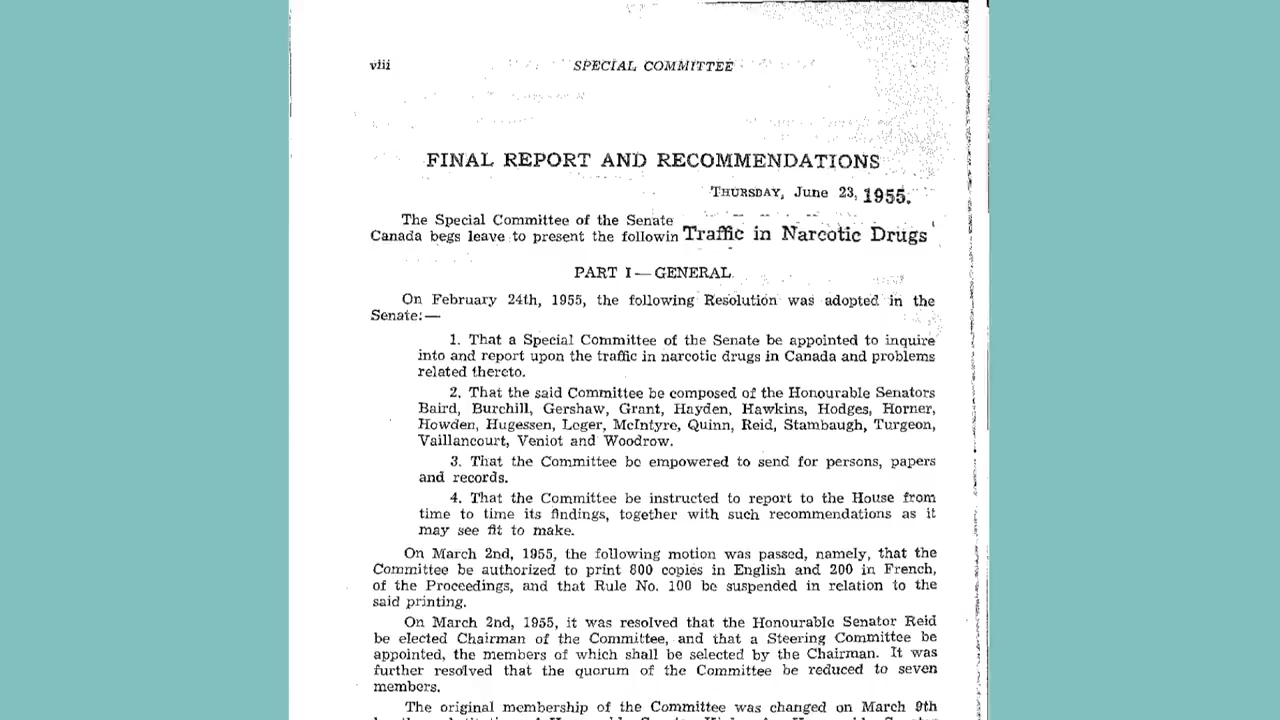 viii
SPECIAL COMMITTEE
FINAL REPORT AND RECOMMENDATIONS
THURSDAY, June 23, 1955.
The Special Committee of the Senate
Canada begs leave to present the followin Traffic in Narcotic Drugs
PART I—GENERAL
On February 24th, 1955, the following Resolution was adopted in the
Senate:—
1. That a Special Committee of the Senate be appointed to inquire
into and report upon the traffic in narcotic drugs in Canada and problems
related thereto.
2. That the said Committee be composed of the Honourable Senators
Baird, Burchill, Gershaw, Grant, Hayden, Hawkins, Hodges, Horner,
Howden, Hugessen, Leger, McIntyre, Quinn, Reid, Stambaugh, Turgeon,
Vaillancourt, Veniot and Woodrow.
3. That the Committee be empowered to send for persons, papers
and records.
4. That the Committee be instructed to report to the House from
time to time its findings, together with such recommendations as it
may see fit to make.
On March 2nd, 1955, the following motion was passed, namely, that the
Committee be authorized to print 800 copies in English and 200 in French,
of the Proceedings, and that Rule No. 100 be suspended in relation to the
said printing.
On March 2nd, 1955, it was resolved that the Honourable Senator Reid
be elected Chairman of the Committee, and that a Steering Committee be
appointed, the members of which shall be selected by the Chairman. It was
further resolved that the quorum of the Committee be reduced to seven
members.
The original membership of the Committee was changed on March 9th